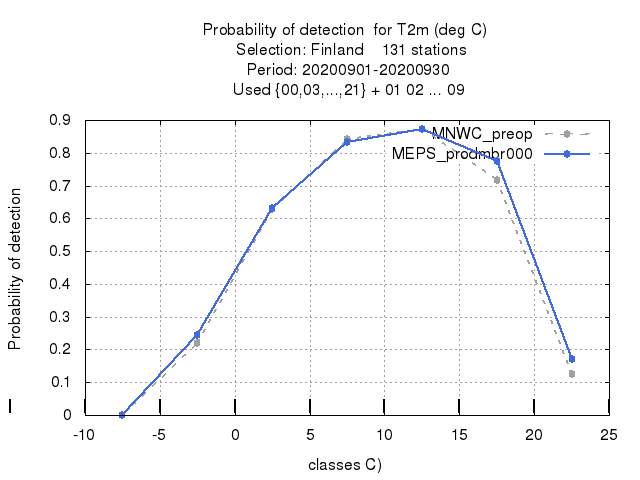 Probability of detection  for T2m (deg C)
Selection: Finland    131 stations
Period: 20200901-20200930
Used {00,03,...,21} + 01 02 ... 09
MNWC_preop
MEPS_prodmbr000
0.9
0.8
0.7
0.6
0.5
0.4
0.3
0.2
0.1
0
Probability of detection
-10
-5
0
5
10
15
20
25
classes C)